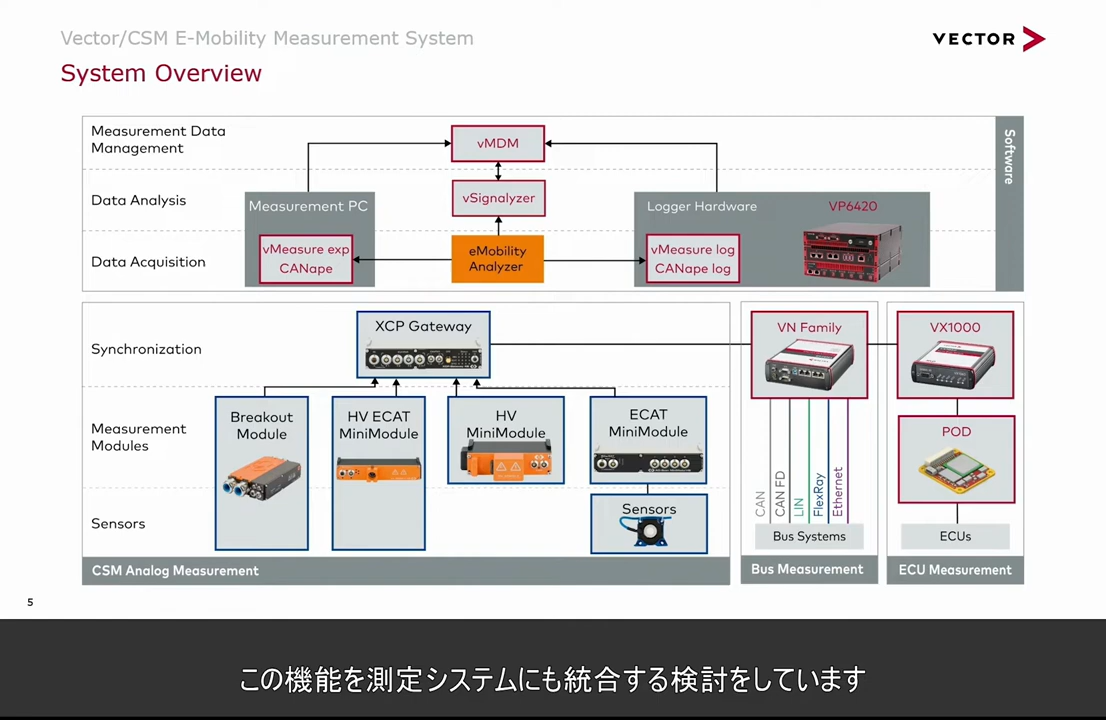 Vector/CSM E-Mobility Measurement System
VECTOR
System Overview
Measurement Data
Management
vMDM
Software
Data Analysis
Measurement PC
vSignalyzer
Logger Hardware
VP6420
Data Acquisition
vMeasure exp
CANape
eMobility
Analyzer
vMeasure log
CANape log
Synchronization
XCP Gateway
VN Family
VX1000
Measurement
Modules
Breakout
Module
HV ECAT
MiniModule
HV
MiniModule
ECAT
MiniModule
POD
Sensors
Sensors
CAN
CAN FD
LIN
FlexRay
Ethernet
Bus Systems
ECUs
CSM Analog Measurement
Bus Measurement
ECU Measurement
5
この機能を測定システムにも統合する検討をしています